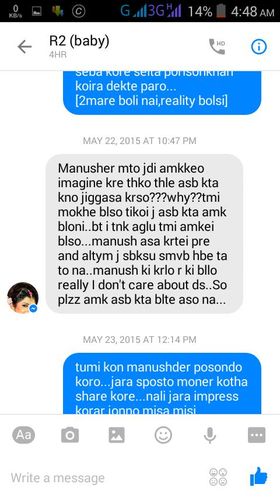 0
K/s
G
3G
14%
4:48 AM
R2 (baby)
4HR
HD
seba kore seita porisonkhan
koira dekte paro...
[2mare boli nai,reality bolsi]
MAY 22, 2015 AT 10:47 PM
Manusher mto jdi amkkeo
imagine kre thko thle asb kta
kno jiggasa krso???why??tmi
mokhe blso tikoi j asb kta amk
bloni..bt i tnk aglu tmi amkei
blso...manush asa krtei pre
and altym j sbksu smvb hbe ta
to na..manush ki krlo r ki bllo
really I don't care about ds..So
plzz amk asb kta blte aso na...
MAY 23, 2015 AT 12:14 PM
tumi kon manushder posondo
koro...jara sposto moner kotha
share kore...nali jara impress
korar jonno misa misi
Aa
Write a message